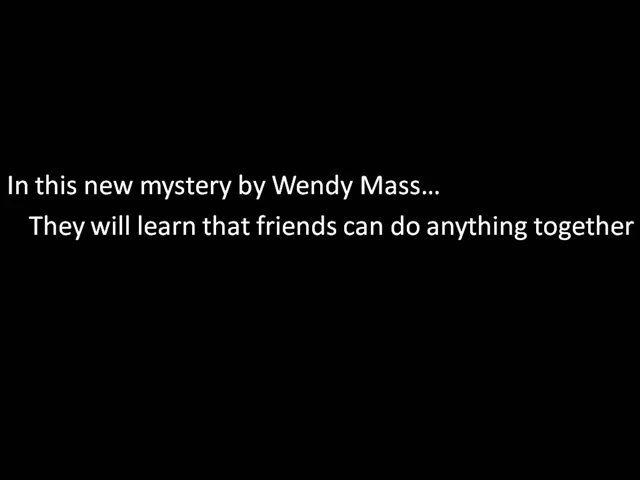 In this new mystery by Wendy Mass…
They will learn that friends can do anything together